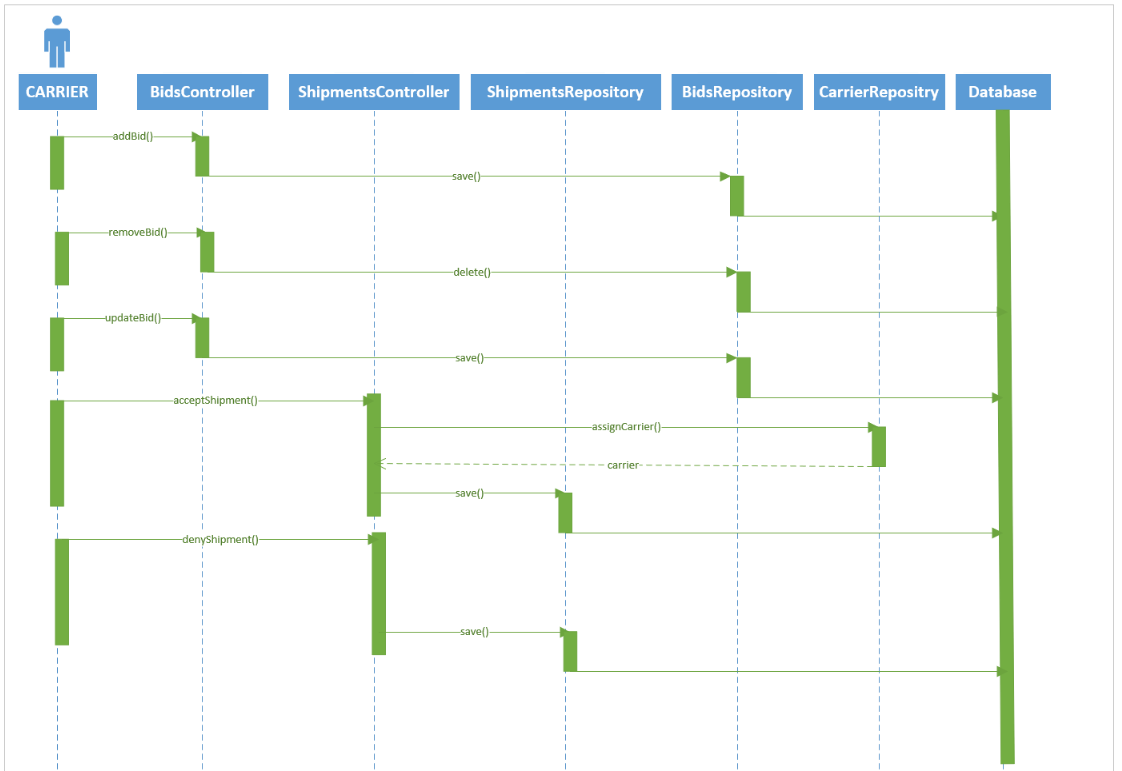 CARRIER
BidsController
ShipmentsController
ShipmentsRepository
BidsRepository
CarrierRepositry
Database
addBid()
save()
removeBid()
delete()
updateBid()
save()
acceptShipment()
assignCarrier()
carrier
save()
denyShipment()
save()